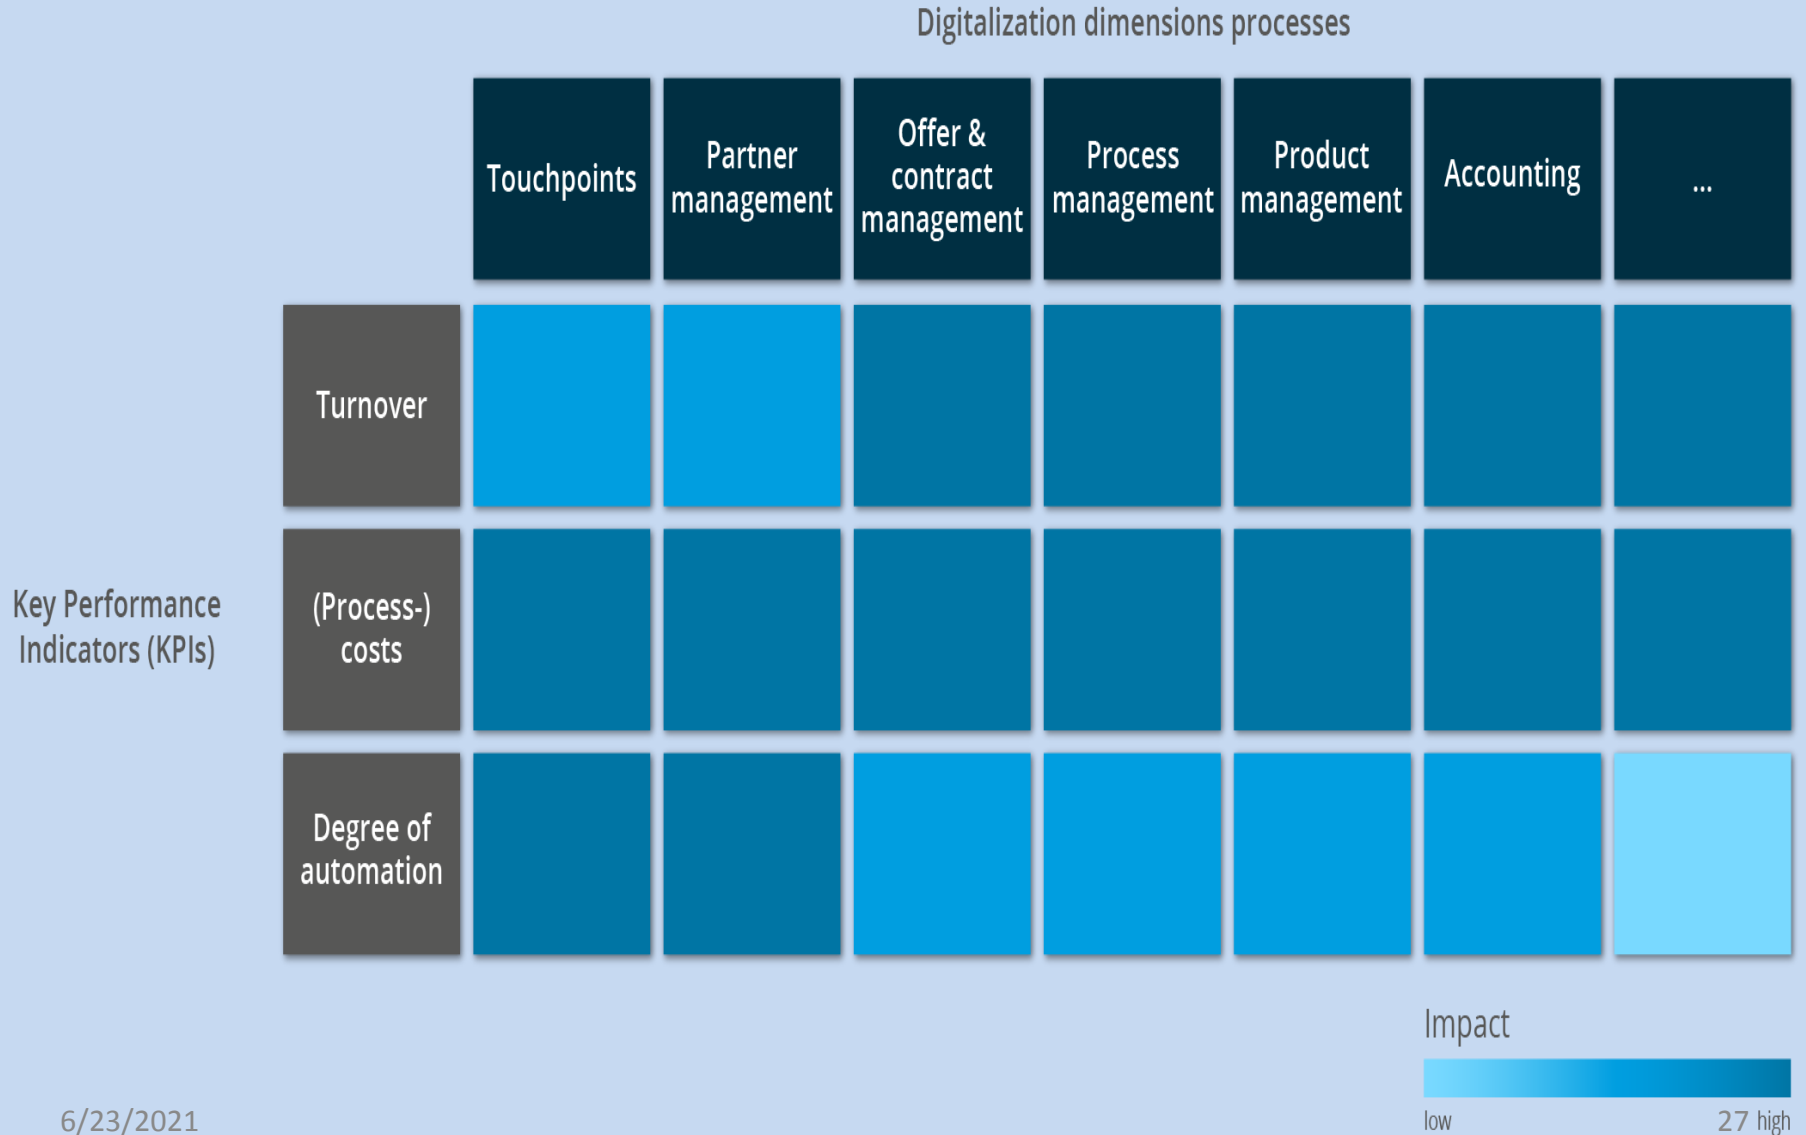 Digitalization dimensions processes
Touchpoints
Partner
management
Offer &
contract
management
Process
management
Product
management
Accounting
...
Turnover
Key Performance
Indicators (KPIs)
(Process-)
costs
Degree of
automation
Impact
low
27 high
6/23/2021